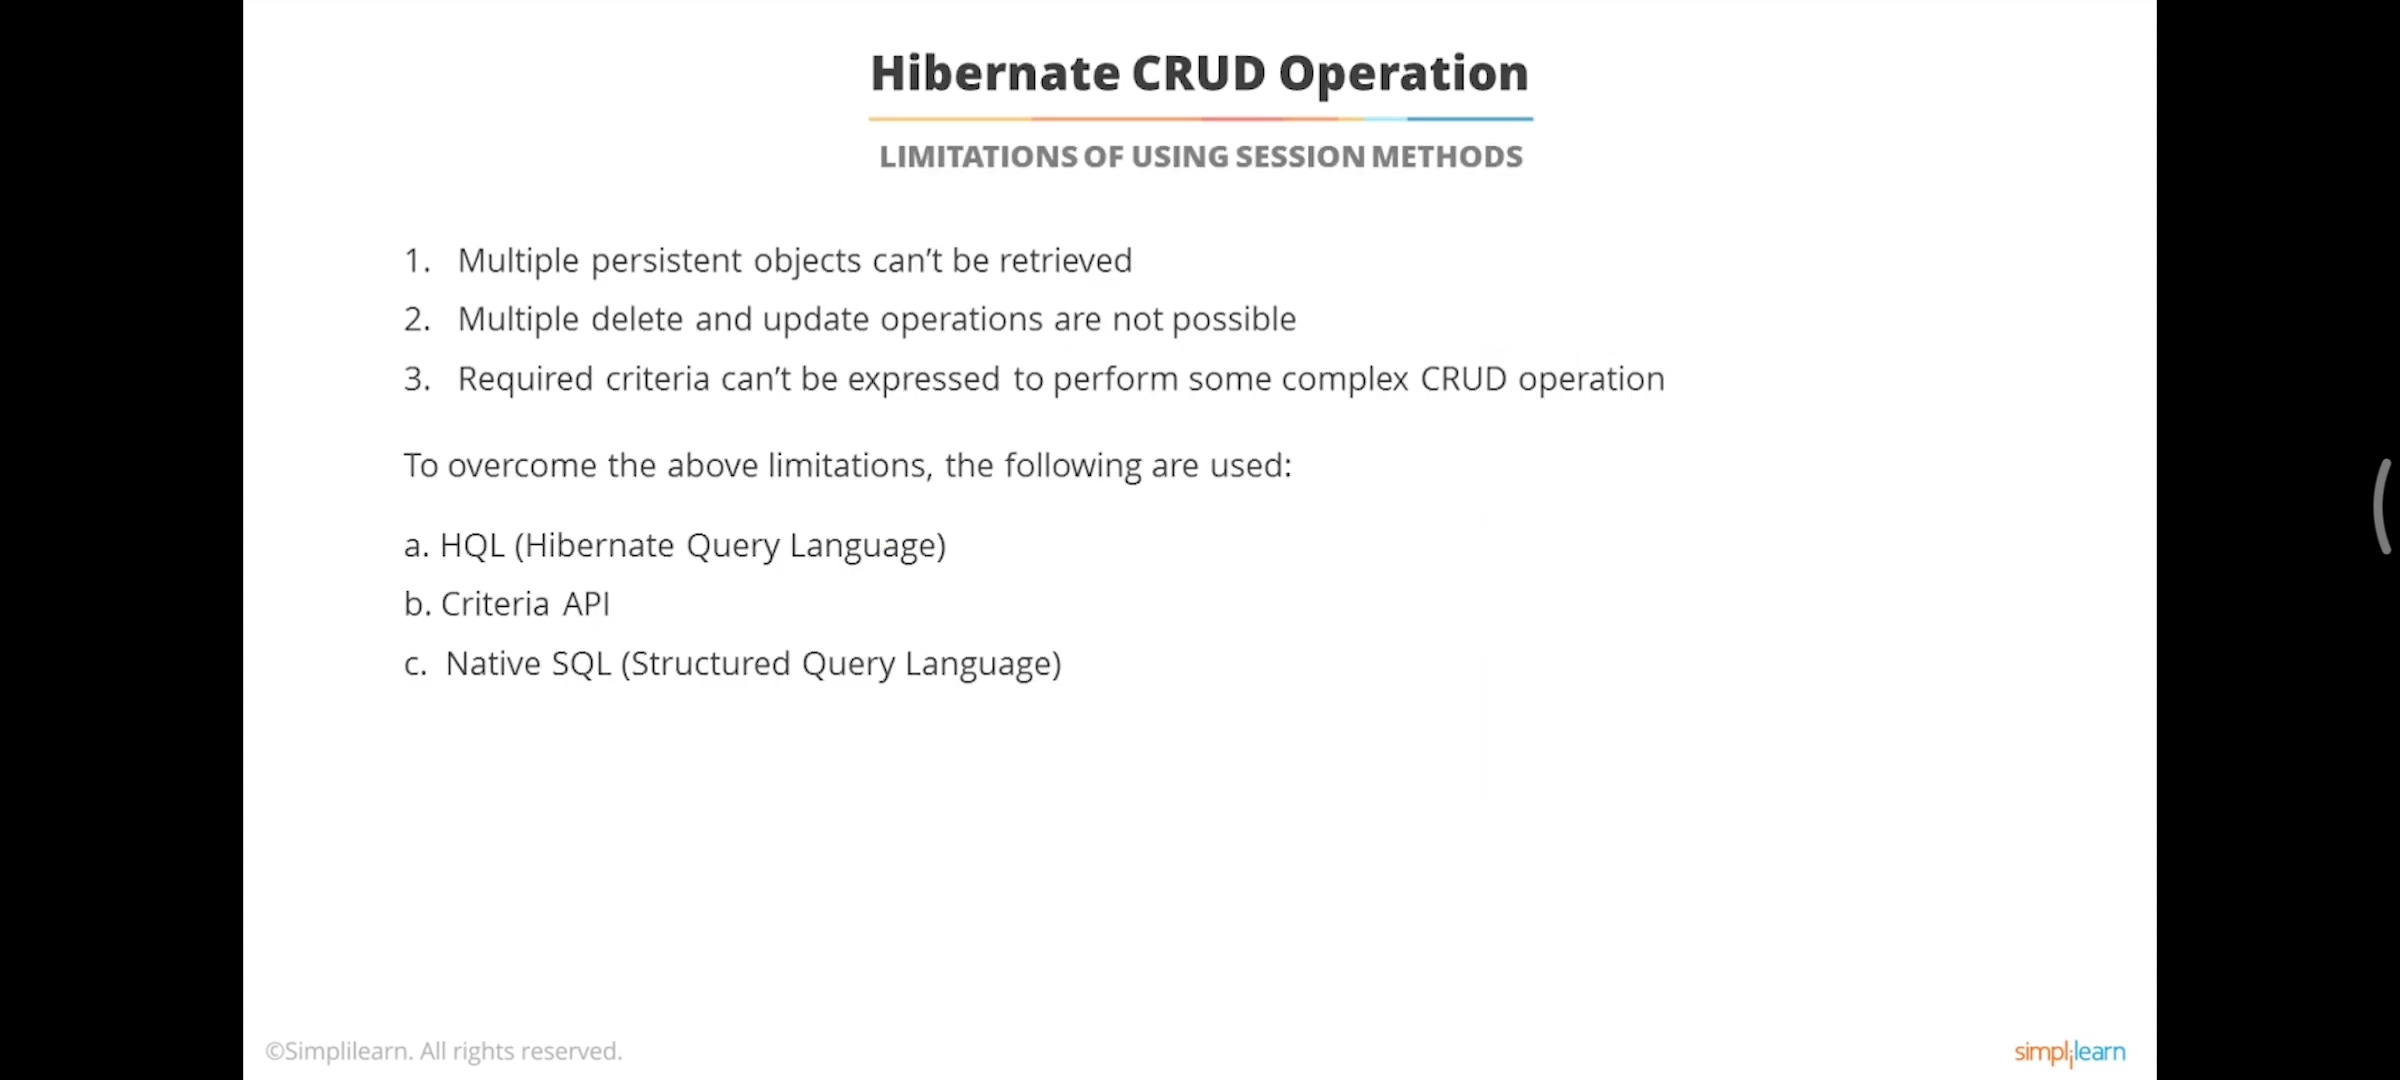 Hibernate CRUD Operation
LIMITATIONS OF USING SESSION METHODS
1. Multiple persistent objects can’t be retrieved
2. Multiple delete and update operations are not possible
3. Required criteria can’t be expressed to perform some complex CRUD operation
To overcome the above limitations, the following are used:
a. HQL (Hibernate Query Language)
b. Criteria API
c. Native SQL (Structured Query Language)
©Simplilearn. All rights reserved.
simplilearn